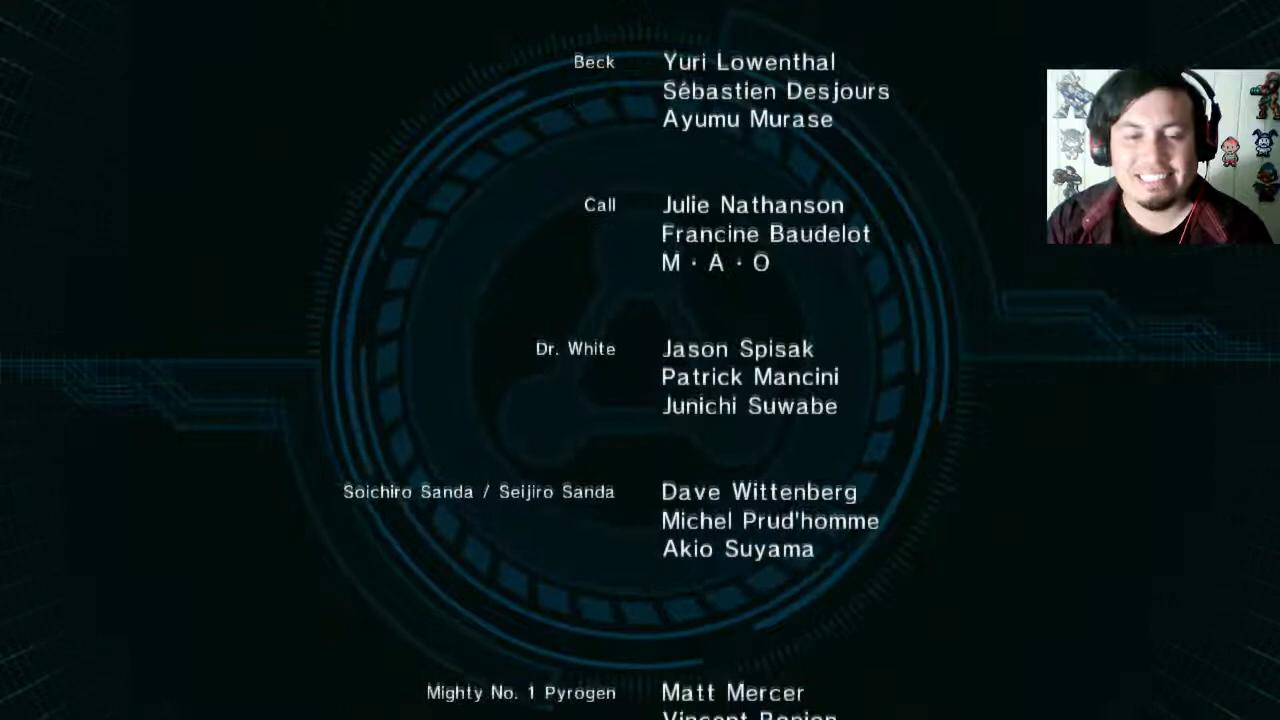 Beck Yuri Lowenthal
Sébastien Desjours
Ayumu Murase
Call Julie Nathanson
Francine Baudelot
M・A・O
Dr. White Jason Spisak
Patrick Mancini
Junichi Suwabe
Soichiro Sanda / Seijiro Sanda Dave Wittenberg
Michel Prud'homme
Akio Suyama
Mighty No. 1 Pyrogen Matt Mercer